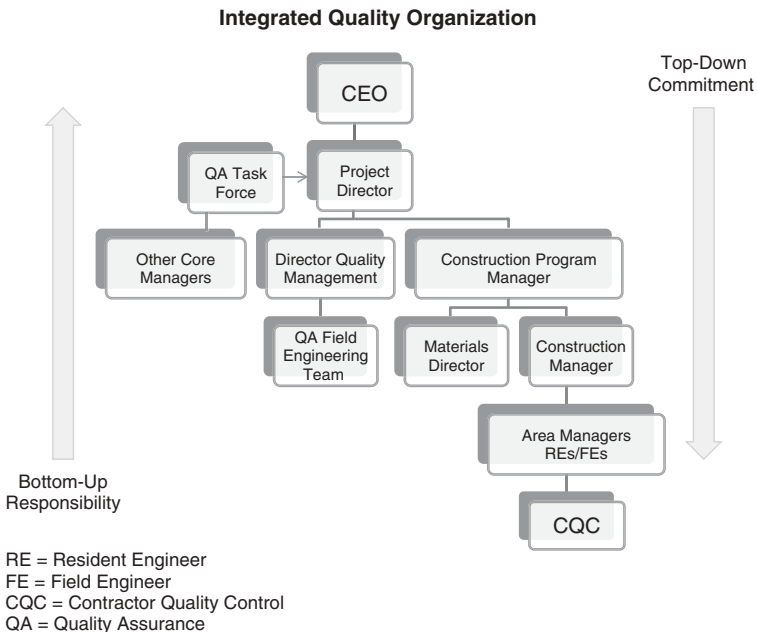 Integrated Quality Organization
Top-Down
Commitment
CEO
QA Task
Force
Project
Director
Other Core
Managers
Director Quality
Management
Construction Program
Manager
QA Field
Engineering
Team
Materials
Director
Construction
Manager
Area Managers
REs/FEs
CQC
Bottom-Up
Responsibility
RE = Resident Engineer
FE = Field Engineer
CQC = Contractor Quality Control
QA = Quality Assurance